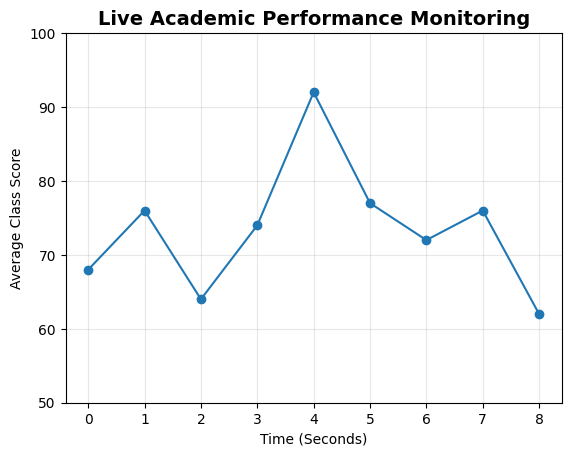 Live Academic Performance Monitoring
100
90
80
70
60
50
Average Class Score
0 1 2 3 4 5 6 7 8
Time (Seconds)